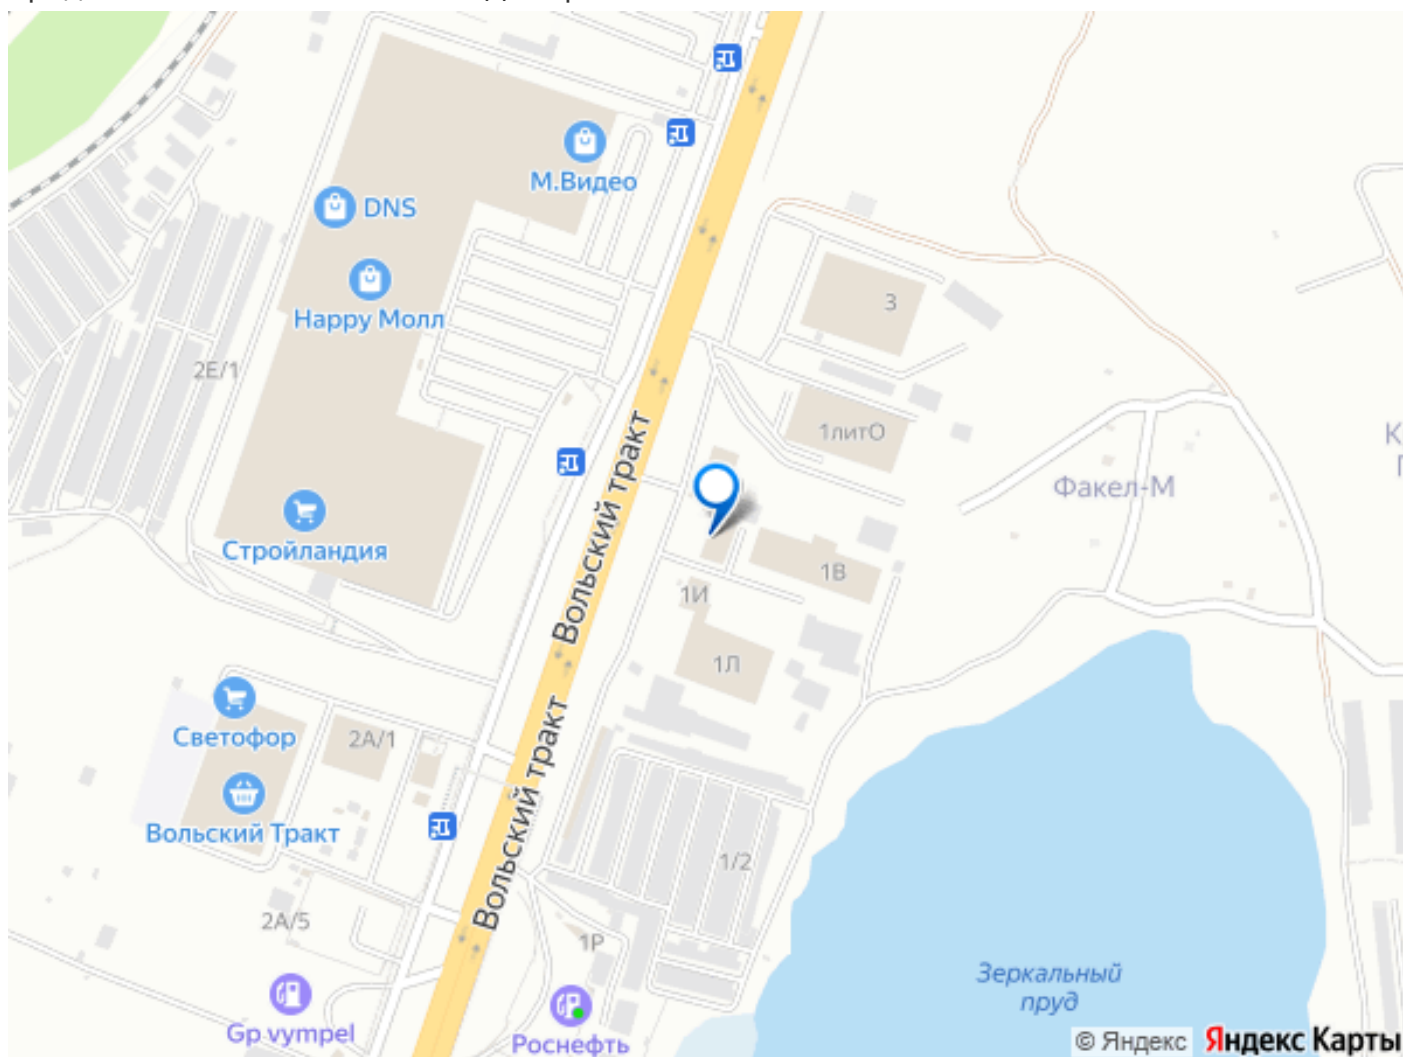 М.Видео
DNS
Happy Молл
2Е/1
3
1литО
К
Факел-М
Вольский тракт
Стройландия
1В
1И
1Л
Светофор
2А/1
Вольский Тракт
Вольский тракт
1/2
2А/5
1Р
Зеркальный
пруд
Gp vympel
Роснефть
© Яндекс Яндекс Карты